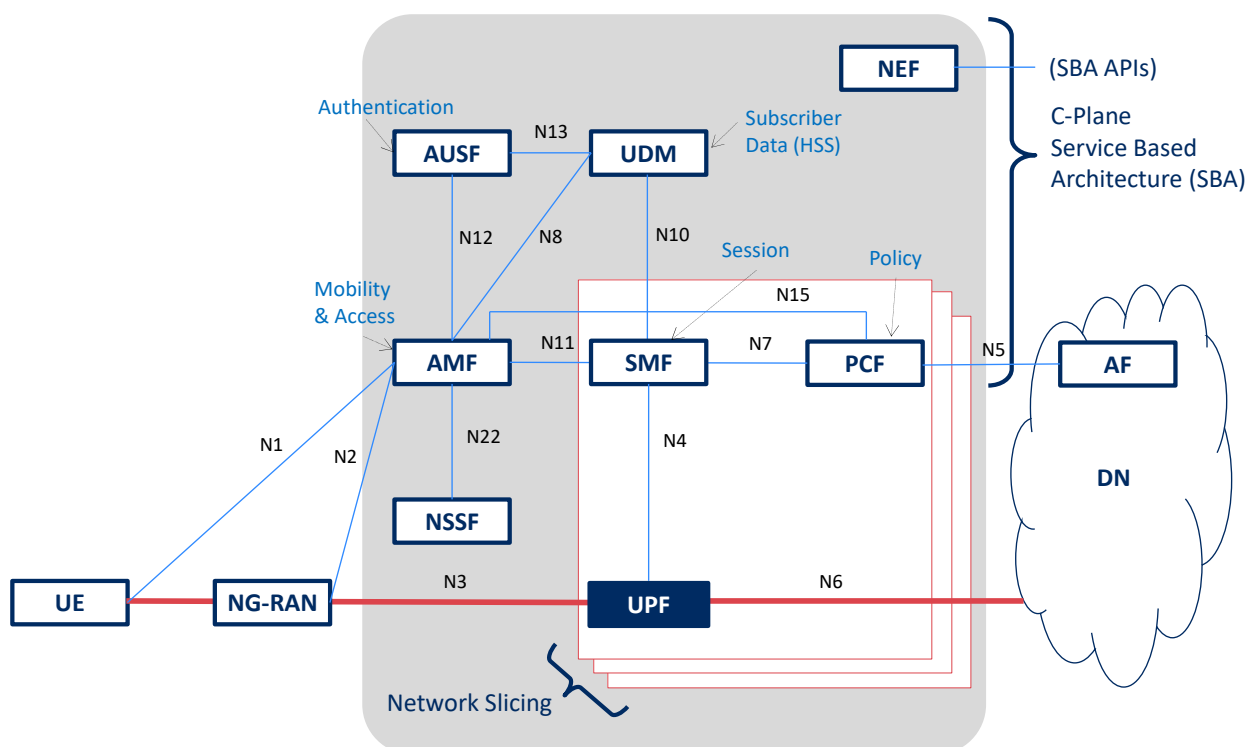 NEF
(SBA APIs)
Authentication
N13
Subscriber
Data (HSS)
C-Plane
Service Based
Architecture (SBA)
AUSF
UDM
N12
N8
N10
Session
Policy
Mobility
& Access
N15
AMF
N11
SMF
N7
PCF
N5
AF
N1
N2
N22
N4
DN
NSSF
UE
NG-RAN
N3
UPF
N6
Network Slicing